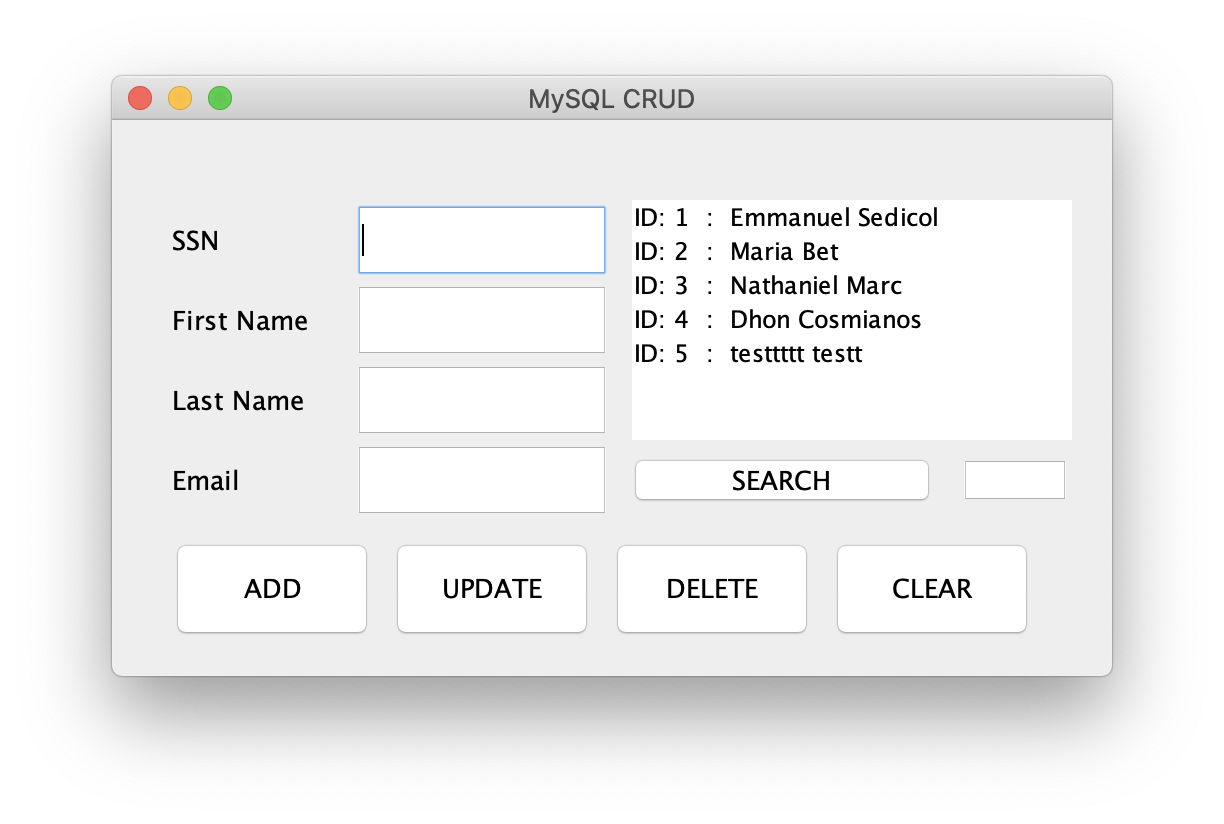 MySQL CRUD
SSN
First Name
Last Name
Email
ID: 1 : Emmanuel Sedicol
ID: 2 : Maria Bet
ID: 3 : Nathaniel Marc
ID: 4 : Dhon Cosmianos
ID: 5 : testtttt testt
SEARCH
ADD UPDATE DELETE CLEAR